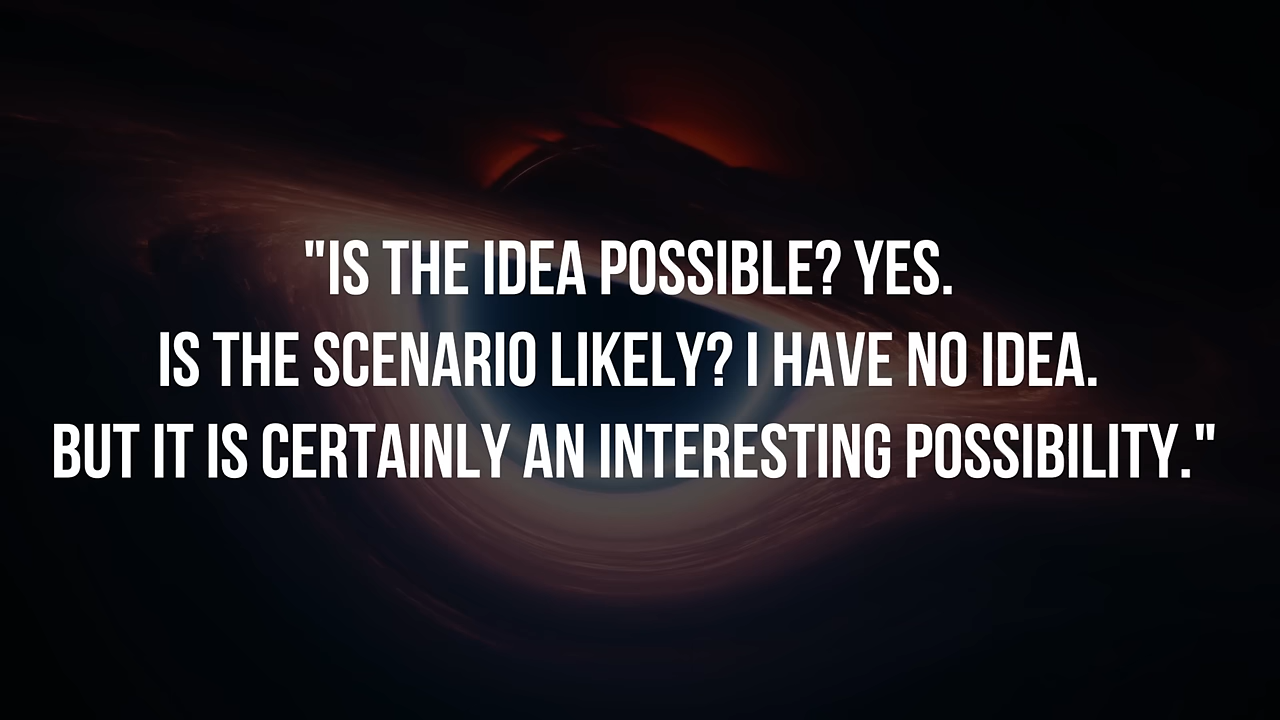 "IS THE IDEA POSSIBLE? YES.
IS THE SCENARIO LIKELY? I HAVE NO IDEA.
BUT IT IS CERTAINLY AN INTERESTING POSSIBILITY."